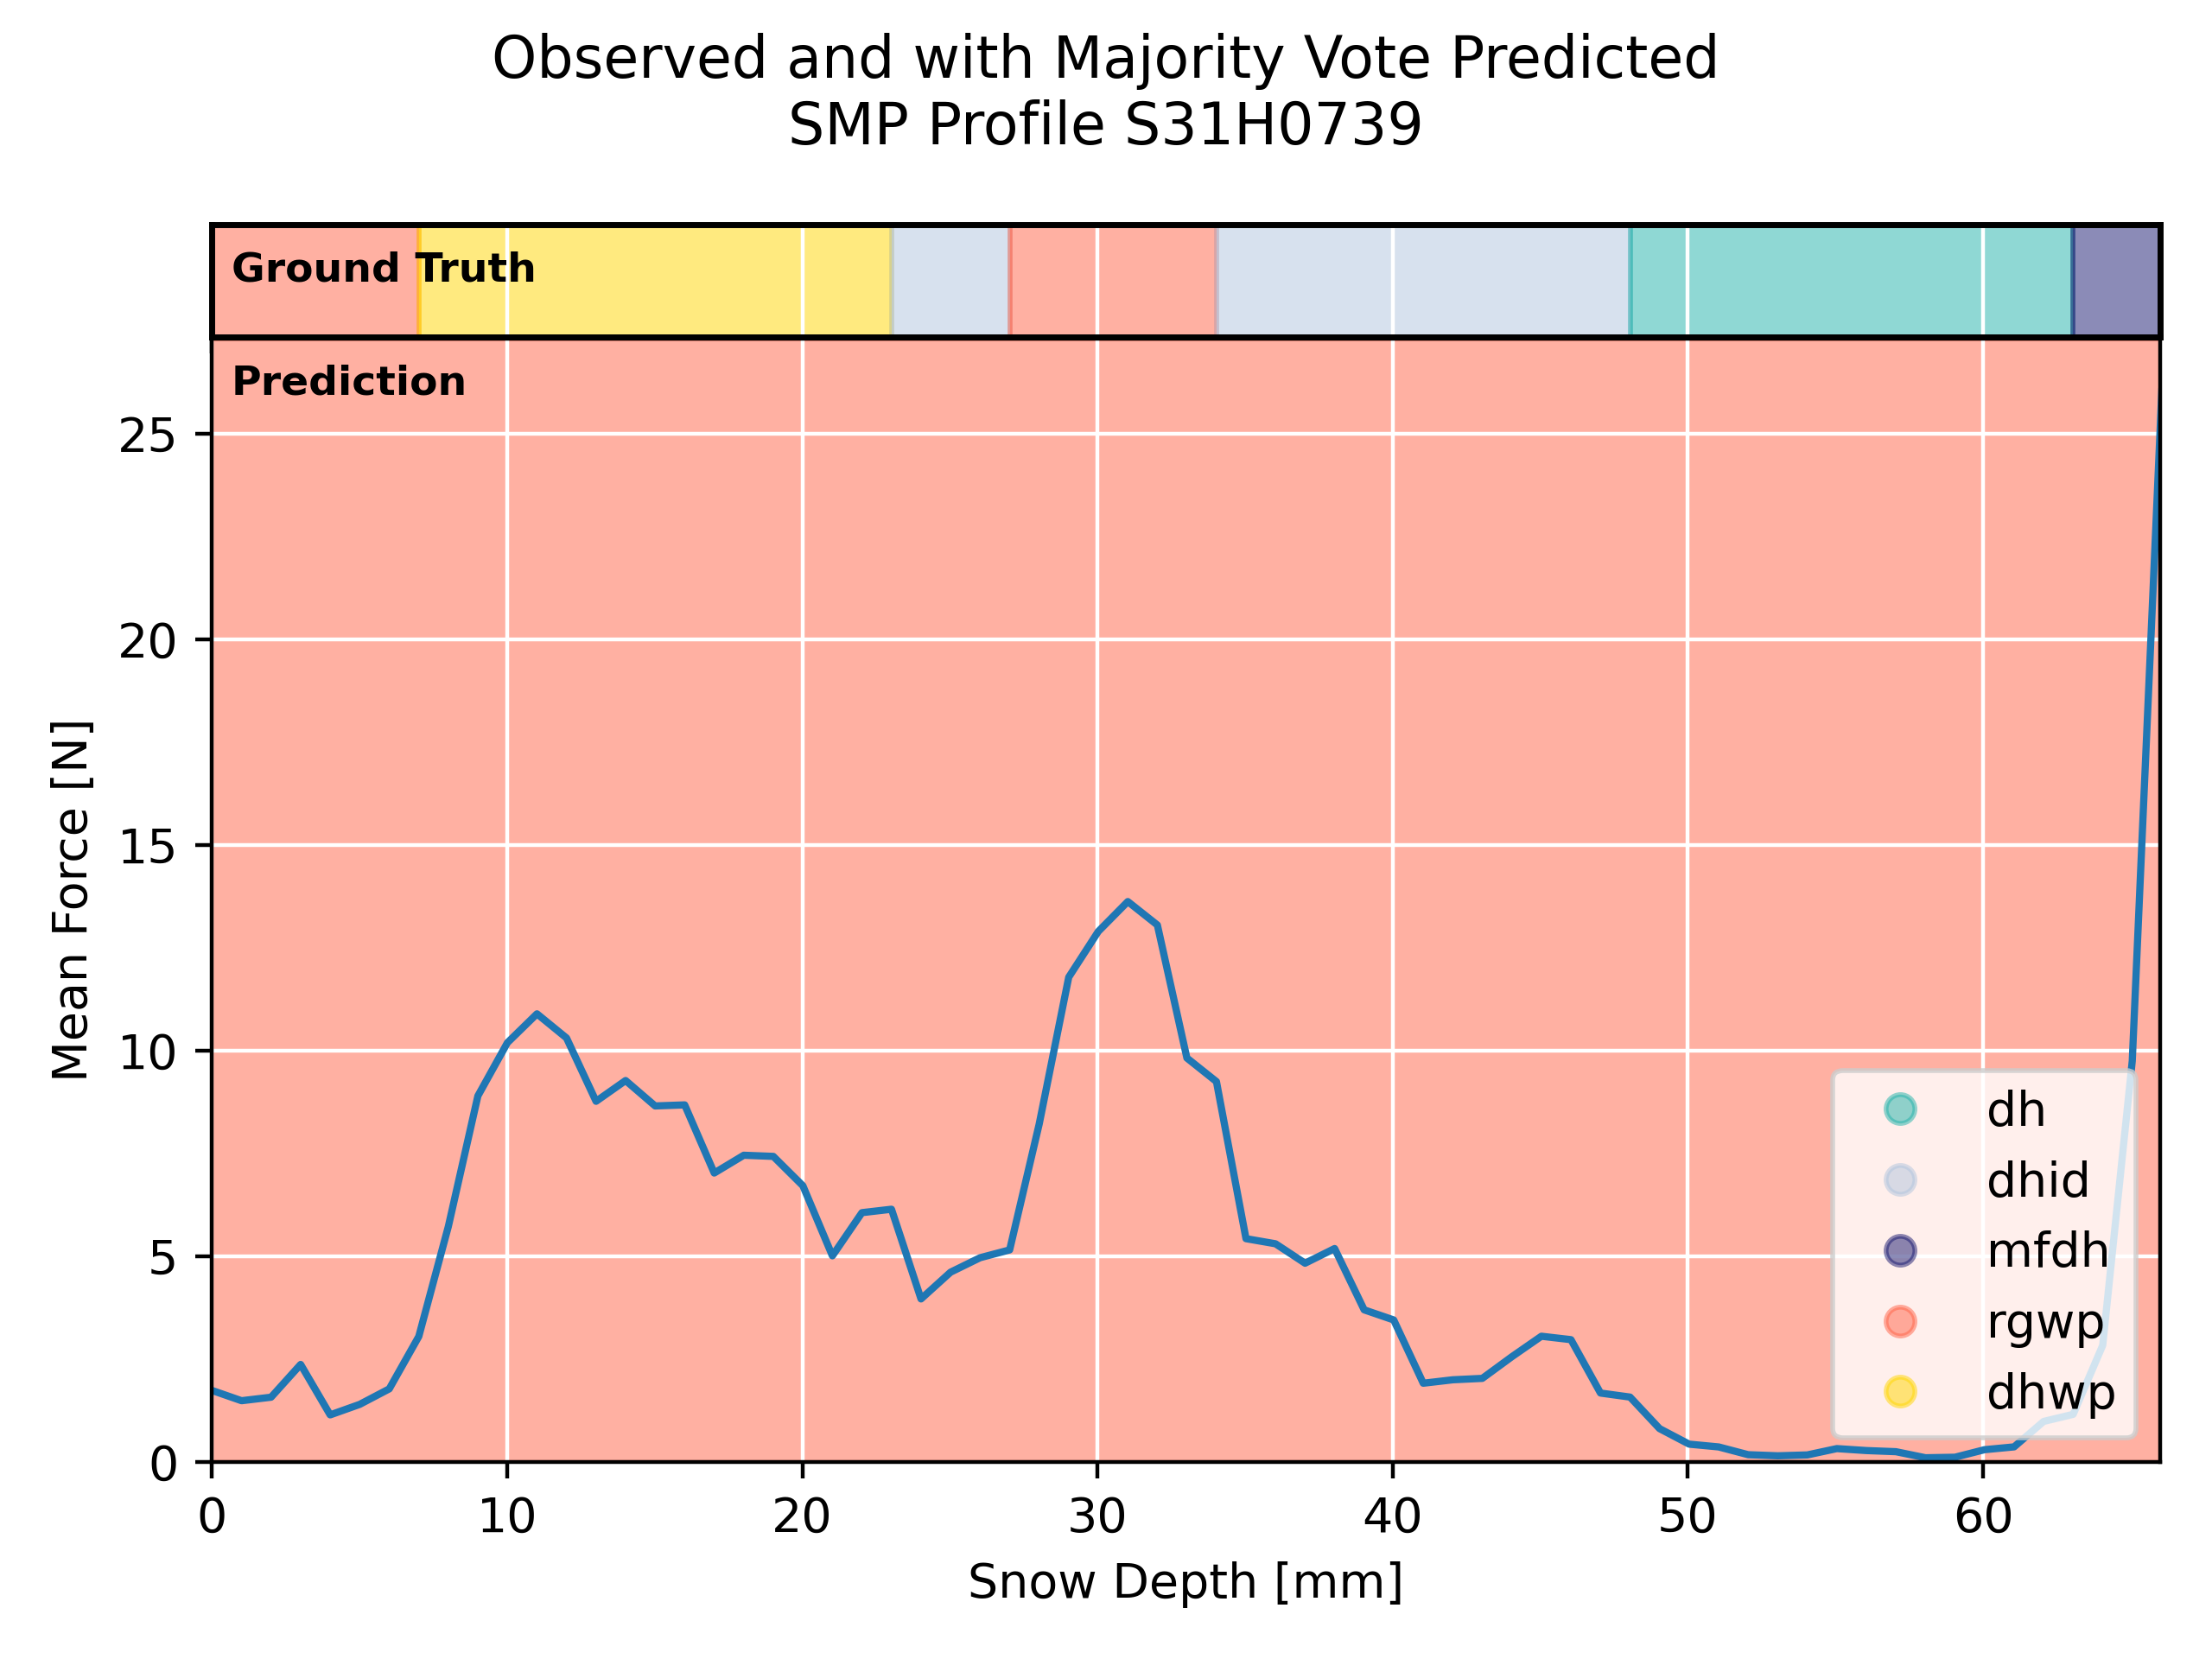 Observed and with Majority Vote Predicted
SMP Profile S31H0739
Ground Truth
Prediction
25
20
15
10
5
0
Mean Force [N]
dh
dhid
mfdh
rgwp
dhwp
0 10 20 30 40 50 60
Snow Depth [mm]